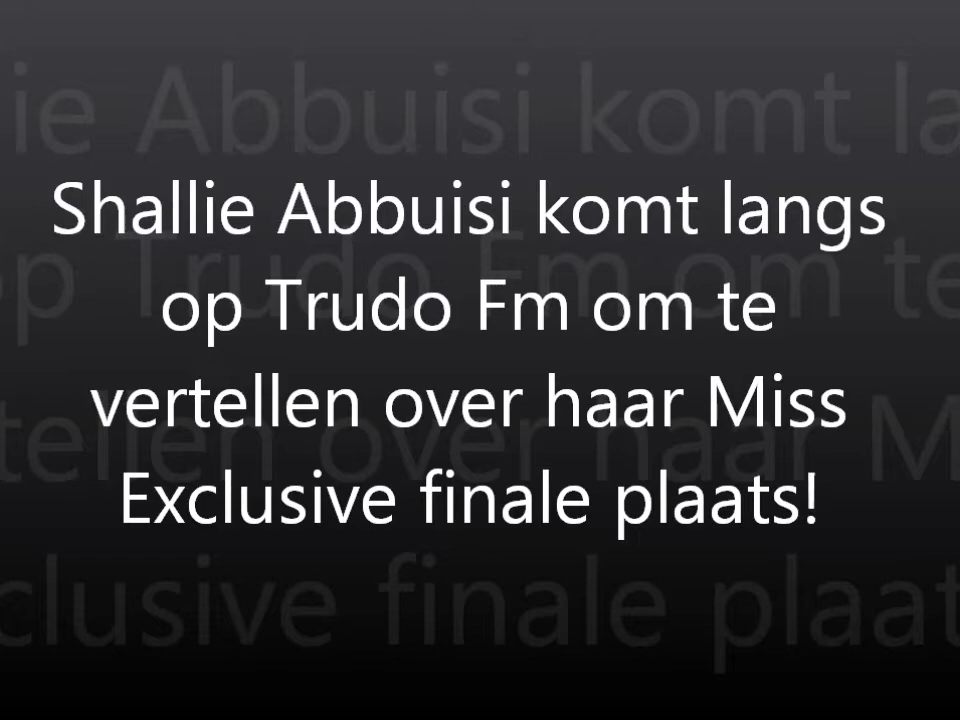 Shallie Abbuisi komt langs
op Trudo Fm om te
vertellen over haar Miss
Exclusive finale plaats!